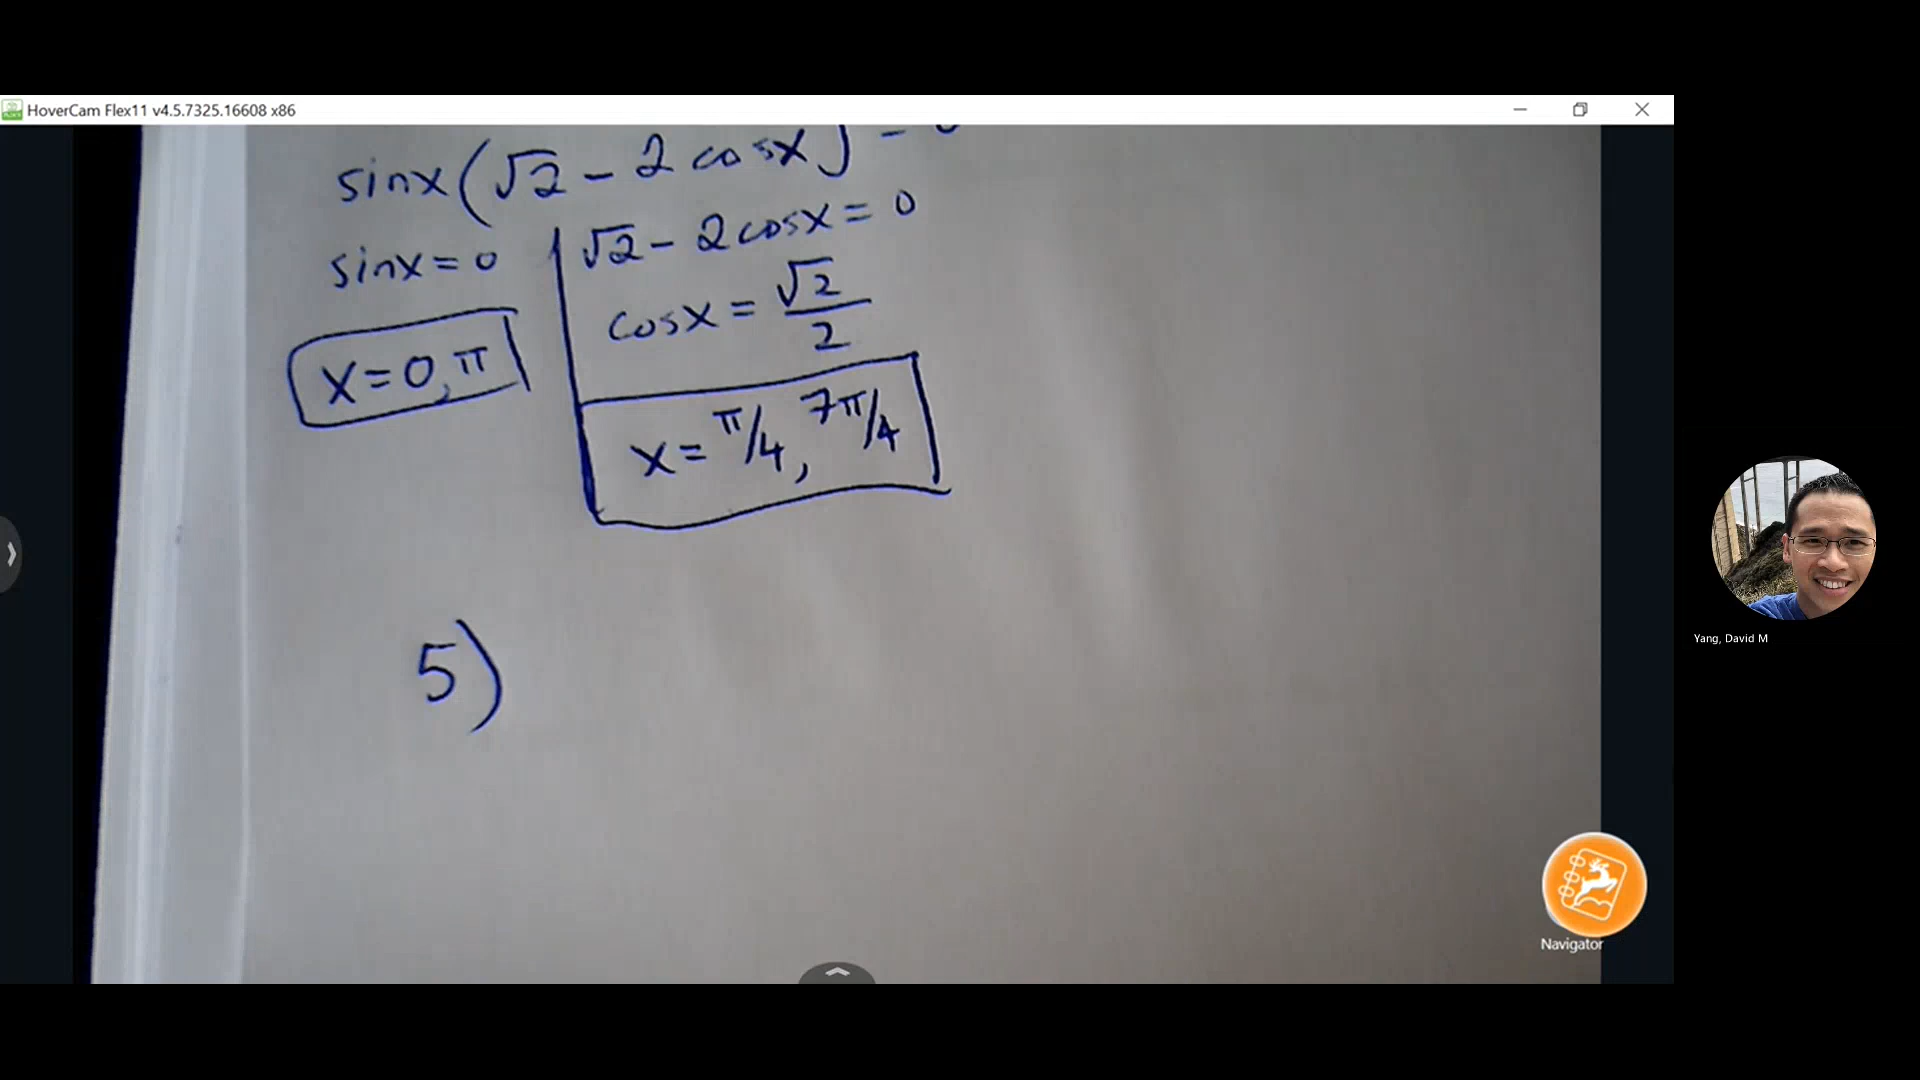 HoverCam Flex11 v4.5.7325.16608 x86
sinx(√2 - 2cosx) = 0
sinx=0
√2 - 2cosx = 0
cosx = √2/2
x=0,π
x= π/4, 7π/4
5)
Yang, David M
Navigator